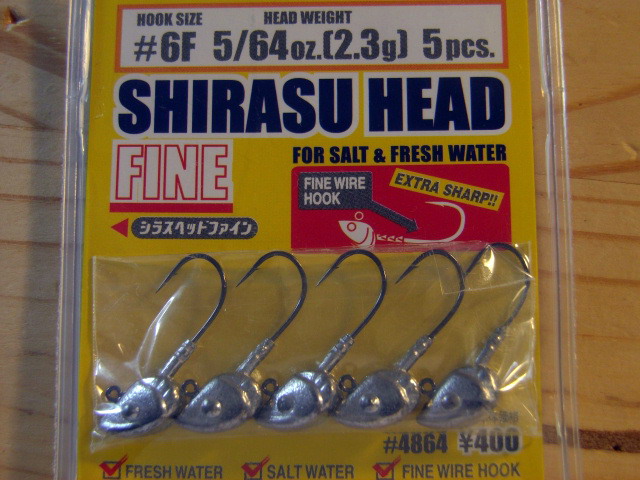 HOOK SIZE HEAD WEIGHT
#6F 5/64oz.(2.3g) 5pcs.
SHIRASU HEAD
FINE
FOR SALT & FRESH WATER
FINE WIRE HOOK
EXTRA SHARP!!
シラスヘッドファイン
#4864 ¥400
FRESH WATER SALT WATER FINE WIRE HOOK